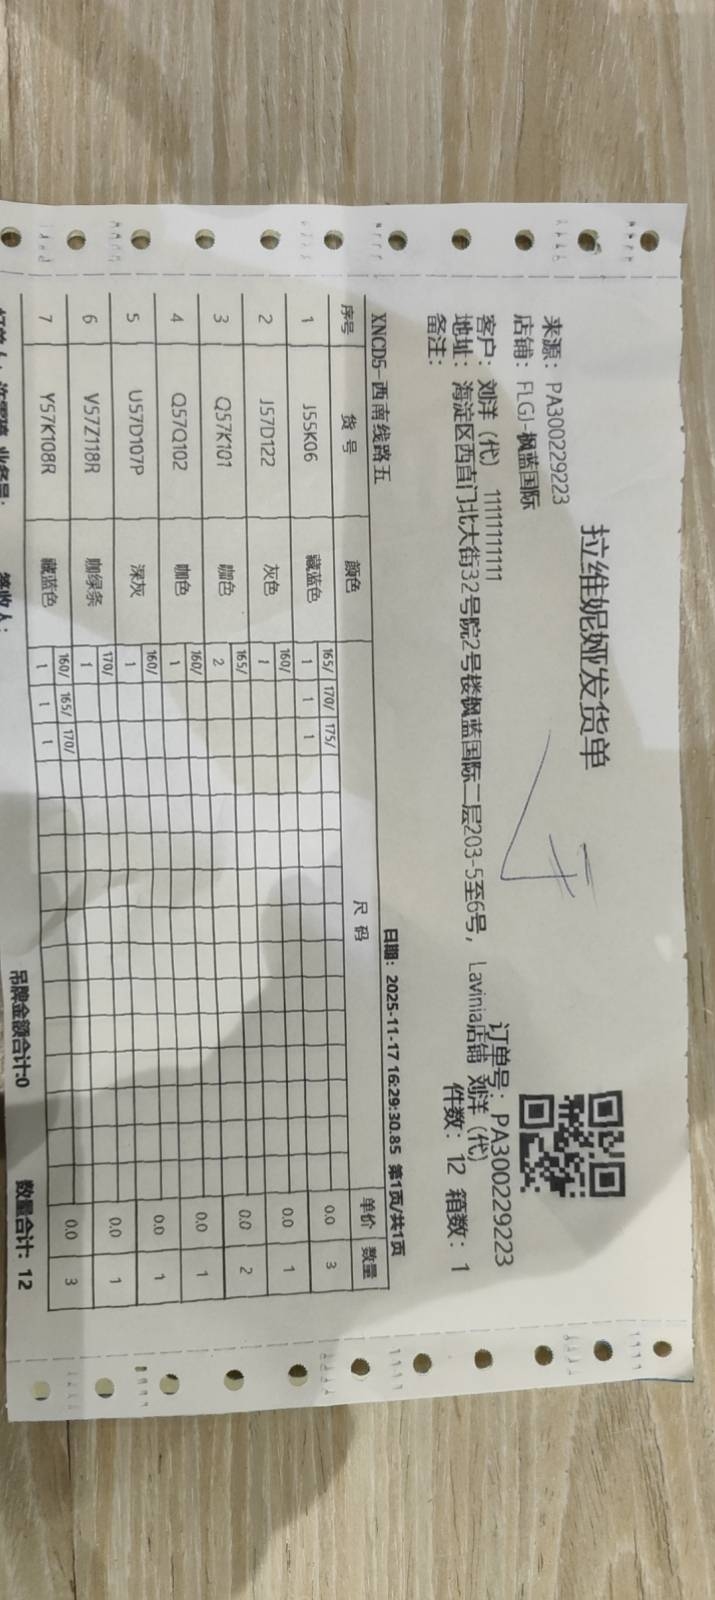 拉维妮娅发货单
来源：PA300229223
店铺：FLGJ-枫蓝国际 订单号：PA300229223
客户：刘洋（代） 11111111111
地址：海淀区西直门北大街32号院2号楼枫蓝国际二层203-5至6号，Lavinia店铺 刘洋（代）
备注： 件数：12 箱数：1
XNCD5-西南线路五 日期：2025-11-17 16:29:30.85 第1页/共1页
序号 货号 颜色 尺码 单价 数量
165/ 170/ 175/
1 J55K06 藏蓝色 1 1 1 0.0 3
160/
2 J57D122 灰色 1 0.0 1
165/
3 Q57K101 咖色 2 0.0 2
160/
4 Q57Q102 咖色 1 0.0 1
160/
5 U57D107P 深灰 1 0.0 1
170/
6 V57Z118R 咖绿条 1 0.0 1
160/ 165/ 170/
7 Y57K108R 藏蓝色 1 1 1 0.0 3
吊牌金额合计:0 数量合计：12
业务员： 签收人：